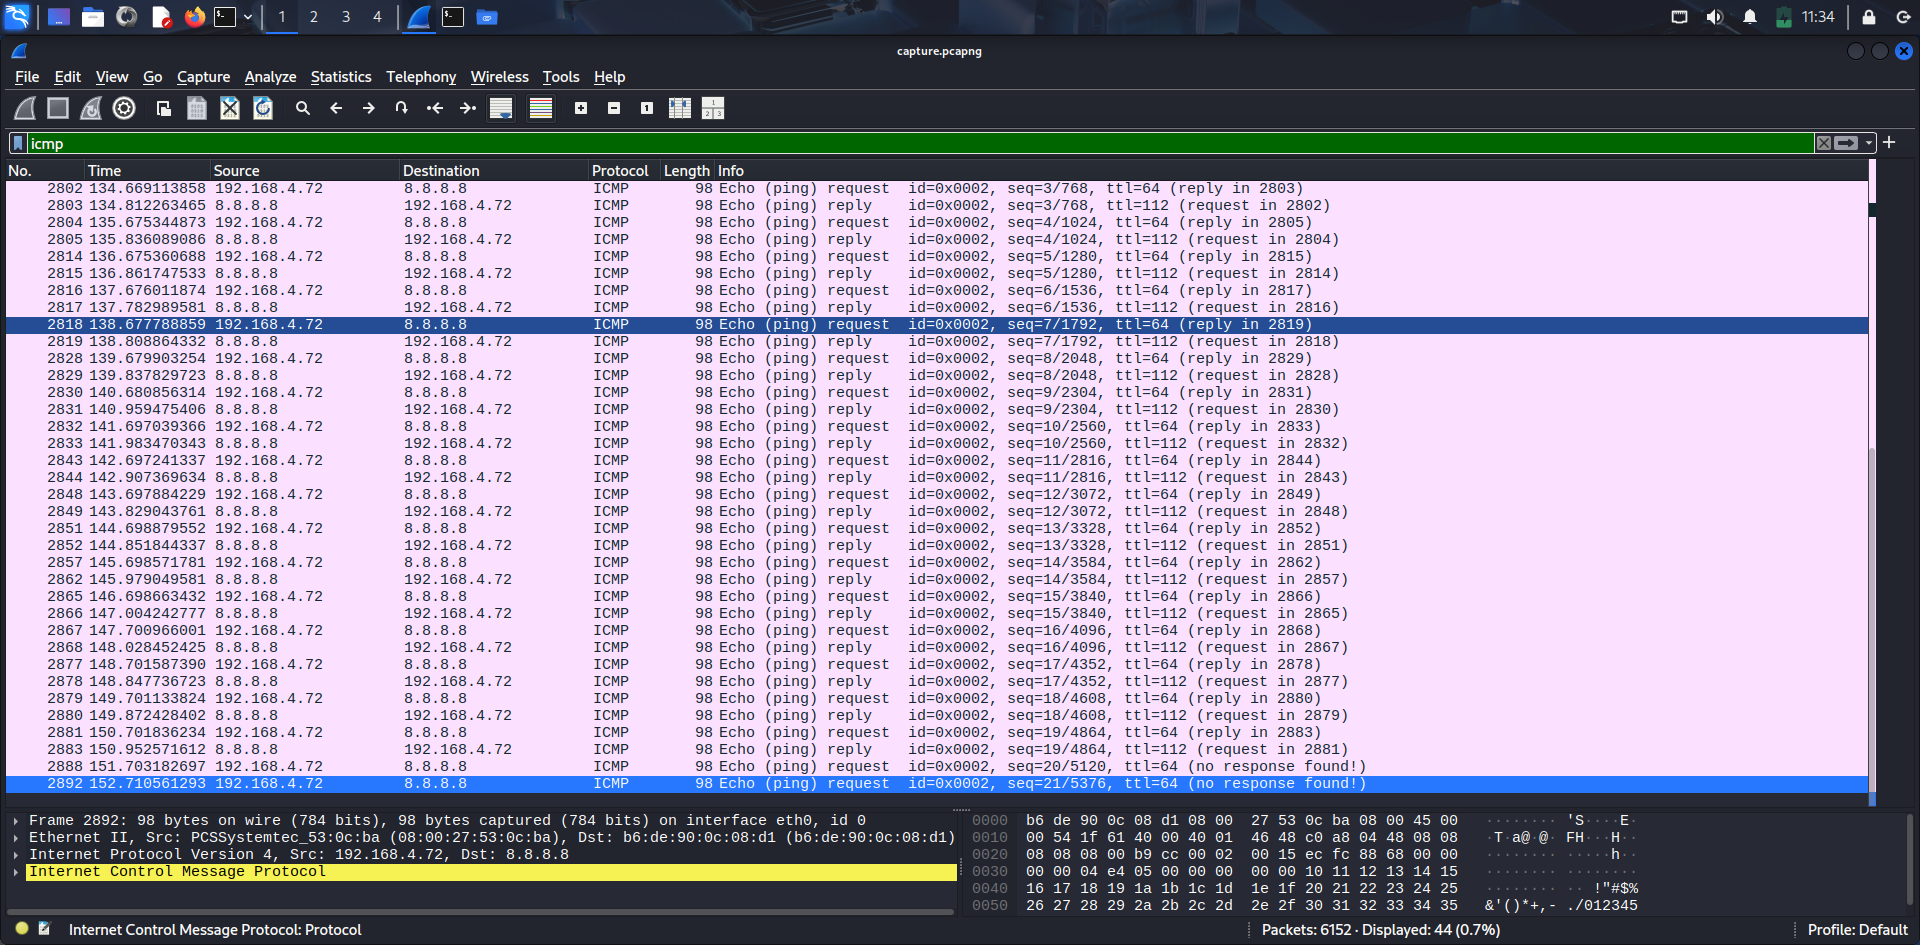 1 2 3 4 11:34
capture.pcapng
File Edit View Go Capture Analyze Statistics Telephony Wireless Tools Help
icmp
No. Time Source Destination Protocol Length Info
2802 134.669113858 192.168.4.72 8.8.8.8 ICMP 98 Echo (ping) request id=0x0002, seq=3/768, ttl=64 (reply in 2803)
2803 134.812263465 8.8.8.8 192.168.4.72 ICMP 98 Echo (ping) reply id=0x0002, seq=3/768, ttl=112 (request in 2802)
2804 135.675344873 192.168.4.72 8.8.8.8 ICMP 98 Echo (ping) request id=0x0002, seq=4/1024, ttl=64 (reply in 2805)
2805 135.836089086 8.8.8.8 192.168.4.72 ICMP 98 Echo (ping) reply id=0x0002, seq=4/1024, ttl=112 (request in 2804)
2814 136.675360688 192.168.4.72 8.8.8.8 ICMP 98 Echo (ping) request id=0x0002, seq=5/1280, ttl=64 (reply in 2815)
2815 136.861747533 8.8.8.8 192.168.4.72 ICMP 98 Echo (ping) reply id=0x0002, seq=5/1280, ttl=112 (request in 2814)
2816 137.676011874 192.168.4.72 8.8.8.8 ICMP 98 Echo (ping) request id=0x0002, seq=6/1536, ttl=64 (reply in 2817)
2817 137.782989581 8.8.8.8 192.168.4.72 ICMP 98 Echo (ping) reply id=0x0002, seq=6/1536, ttl=112 (request in 2816)
2818 138.677788859 192.168.4.72 8.8.8.8 ICMP 98 Echo (ping) request id=0x0002, seq=7/1792, ttl=64 (reply in 2819)
2819 138.808864332 8.8.8.8 192.168.4.72 ICMP 98 Echo (ping) reply id=0x0002, seq=7/1792, ttl=112 (request in 2818)
2828 139.679903254 192.168.4.72 8.8.8.8 ICMP 98 Echo (ping) request id=0x0002, seq=8/2048, ttl=64 (reply in 2829)
2829 139.837829723 8.8.8.8 192.168.4.72 ICMP 98 Echo (ping) reply id=0x0002, seq=8/2048, ttl=112 (request in 2828)
2830 140.680856314 192.168.4.72 8.8.8.8 ICMP 98 Echo (ping) request id=0x0002, seq=9/2304, ttl=64 (reply in 2831)
2831 140.959475406 8.8.8.8 192.168.4.72 ICMP 98 Echo (ping) reply id=0x0002, seq=9/2304, ttl=112 (request in 2830)
2832 141.697039366 192.168.4.72 8.8.8.8 ICMP 98 Echo (ping) request id=0x0002, seq=10/2560, ttl=64 (reply in 2833)
2833 141.983470343 8.8.8.8 192.168.4.72 ICMP 98 Echo (ping) reply id=0x0002, seq=10/2560, ttl=112 (request in 2832)
2843 142.697241337 192.168.4.72 8.8.8.8 ICMP 98 Echo (ping) request id=0x0002, seq=11/2816, ttl=64 (reply in 2844)
2844 142.907369634 8.8.8.8 192.168.4.72 ICMP 98 Echo (ping) reply id=0x0002, seq=11/2816, ttl=112 (request in 2843)
2848 143.697884229 192.168.4.72 8.8.8.8 ICMP 98 Echo (ping) request id=0x0002, seq=12/3072, ttl=64 (reply in 2849)
2849 143.829043761 8.8.8.8 192.168.4.72 ICMP 98 Echo (ping) reply id=0x0002, seq=12/3072, ttl=112 (request in 2848)
2851 144.698879552 192.168.4.72 8.8.8.8 ICMP 98 Echo (ping) request id=0x0002, seq=13/3328, ttl=64 (reply in 2852)
2852 144.851844337 8.8.8.8 192.168.4.72 ICMP 98 Echo (ping) reply id=0x0002, seq=13/3328, ttl=112 (request in 2851)
2857 145.698571781 192.168.4.72 8.8.8.8 ICMP 98 Echo (ping) request id=0x0002, seq=14/3584, ttl=64 (reply in 2862)
2862 145.979049581 8.8.8.8 192.168.4.72 ICMP 98 Echo (ping) reply id=0x0002, seq=14/3584, ttl=112 (request in 2857)
2865 146.698663432 192.168.4.72 8.8.8.8 ICMP 98 Echo (ping) request id=0x0002, seq=15/3840, ttl=64 (reply in 2866)
2866 147.004242777 8.8.8.8 192.168.4.72 ICMP 98 Echo (ping) reply id=0x0002, seq=15/3840, ttl=112 (request in 2865)
2867 147.700966001 192.168.4.72 8.8.8.8 ICMP 98 Echo (ping) request id=0x0002, seq=16/4096, ttl=64 (reply in 2868)
2868 148.028452425 8.8.8.8 192.168.4.72 ICMP 98 Echo (ping) reply id=0x0002, seq=16/4096, ttl=112 (request in 2867)
2877 148.701587390 192.168.4.72 8.8.8.8 ICMP 98 Echo (ping) request id=0x0002, seq=17/4352, ttl=64 (reply in 2878)
2878 148.847736723 8.8.8.8 192.168.4.72 ICMP 98 Echo (ping) reply id=0x0002, seq=17/4352, ttl=112 (request in 2877)
2879 149.701133824 192.168.4.72 8.8.8.8 ICMP 98 Echo (ping) request id=0x0002, seq=18/4608, ttl=64 (reply in 2880)
2880 149.872428402 8.8.8.8 192.168.4.72 ICMP 98 Echo (ping) reply id=0x0002, seq=18/4608, ttl=112 (request in 2879)
2881 150.701836234 192.168.4.72 8.8.8.8 ICMP 98 Echo (ping) request id=0x0002, seq=19/4864, ttl=64 (reply in 2883)
2883 150.952571612 8.8.8.8 192.168.4.72 ICMP 98 Echo (ping) reply id=0x0002, seq=19/4864, ttl=112 (request in 2881)
2888 151.703182697 192.168.4.72 8.8.8.8 ICMP 98 Echo (ping) request id=0x0002, seq=20/5120, ttl=64 (no response found!)
2892 152.710561293 192.168.4.72 8.8.8.8 ICMP 98 Echo (ping) request id=0x0002, seq=21/5376, ttl=64 (no response found!)
Frame 2892: 98 bytes on wire (784 bits), 98 bytes captured (784 bits) on interface eth0, id 0
Ethernet II, Src: PCSSystemtec_53:0c:ba (08:00:27:53:0c:ba), Dst: b6:de:90:0c:08:d1 (b6:de:90:0c:08:d1)
Internet Protocol Version 4, Src: 192.168.4.72, Dst: 8.8.8.8
Internet Control Message Protocol
0000 b6 de 90 0c 08 d1 08 00 27 53 0c ba 08 00 45 00 ········ 'S····E·
0010 00 54 1f 61 40 00 40 01 46 48 c0 a8 04 48 08 08 ·T·a@·@· FH···H··
0020 08 08 08 00 b9 cc 00 02 00 15 ec fc 88 68 00 00 ········ ·····h··
0030 00 00 04 e4 05 00 00 00 00 00 10 11 12 13 14 15 ········ ········
0040 16 17 18 19 1a 1b 1c 1d 1e 1f 20 21 22 23 24 25 ········ ·· !"#$%
0050 26 27 28 29 2a 2b 2c 2d 2e 2f 30 31 32 33 34 35 &'()*+,- ./012345
Internet Control Message Protocol: Protocol
Packets: 6152 · Displayed: 44 (0.7%)
Profile: Default